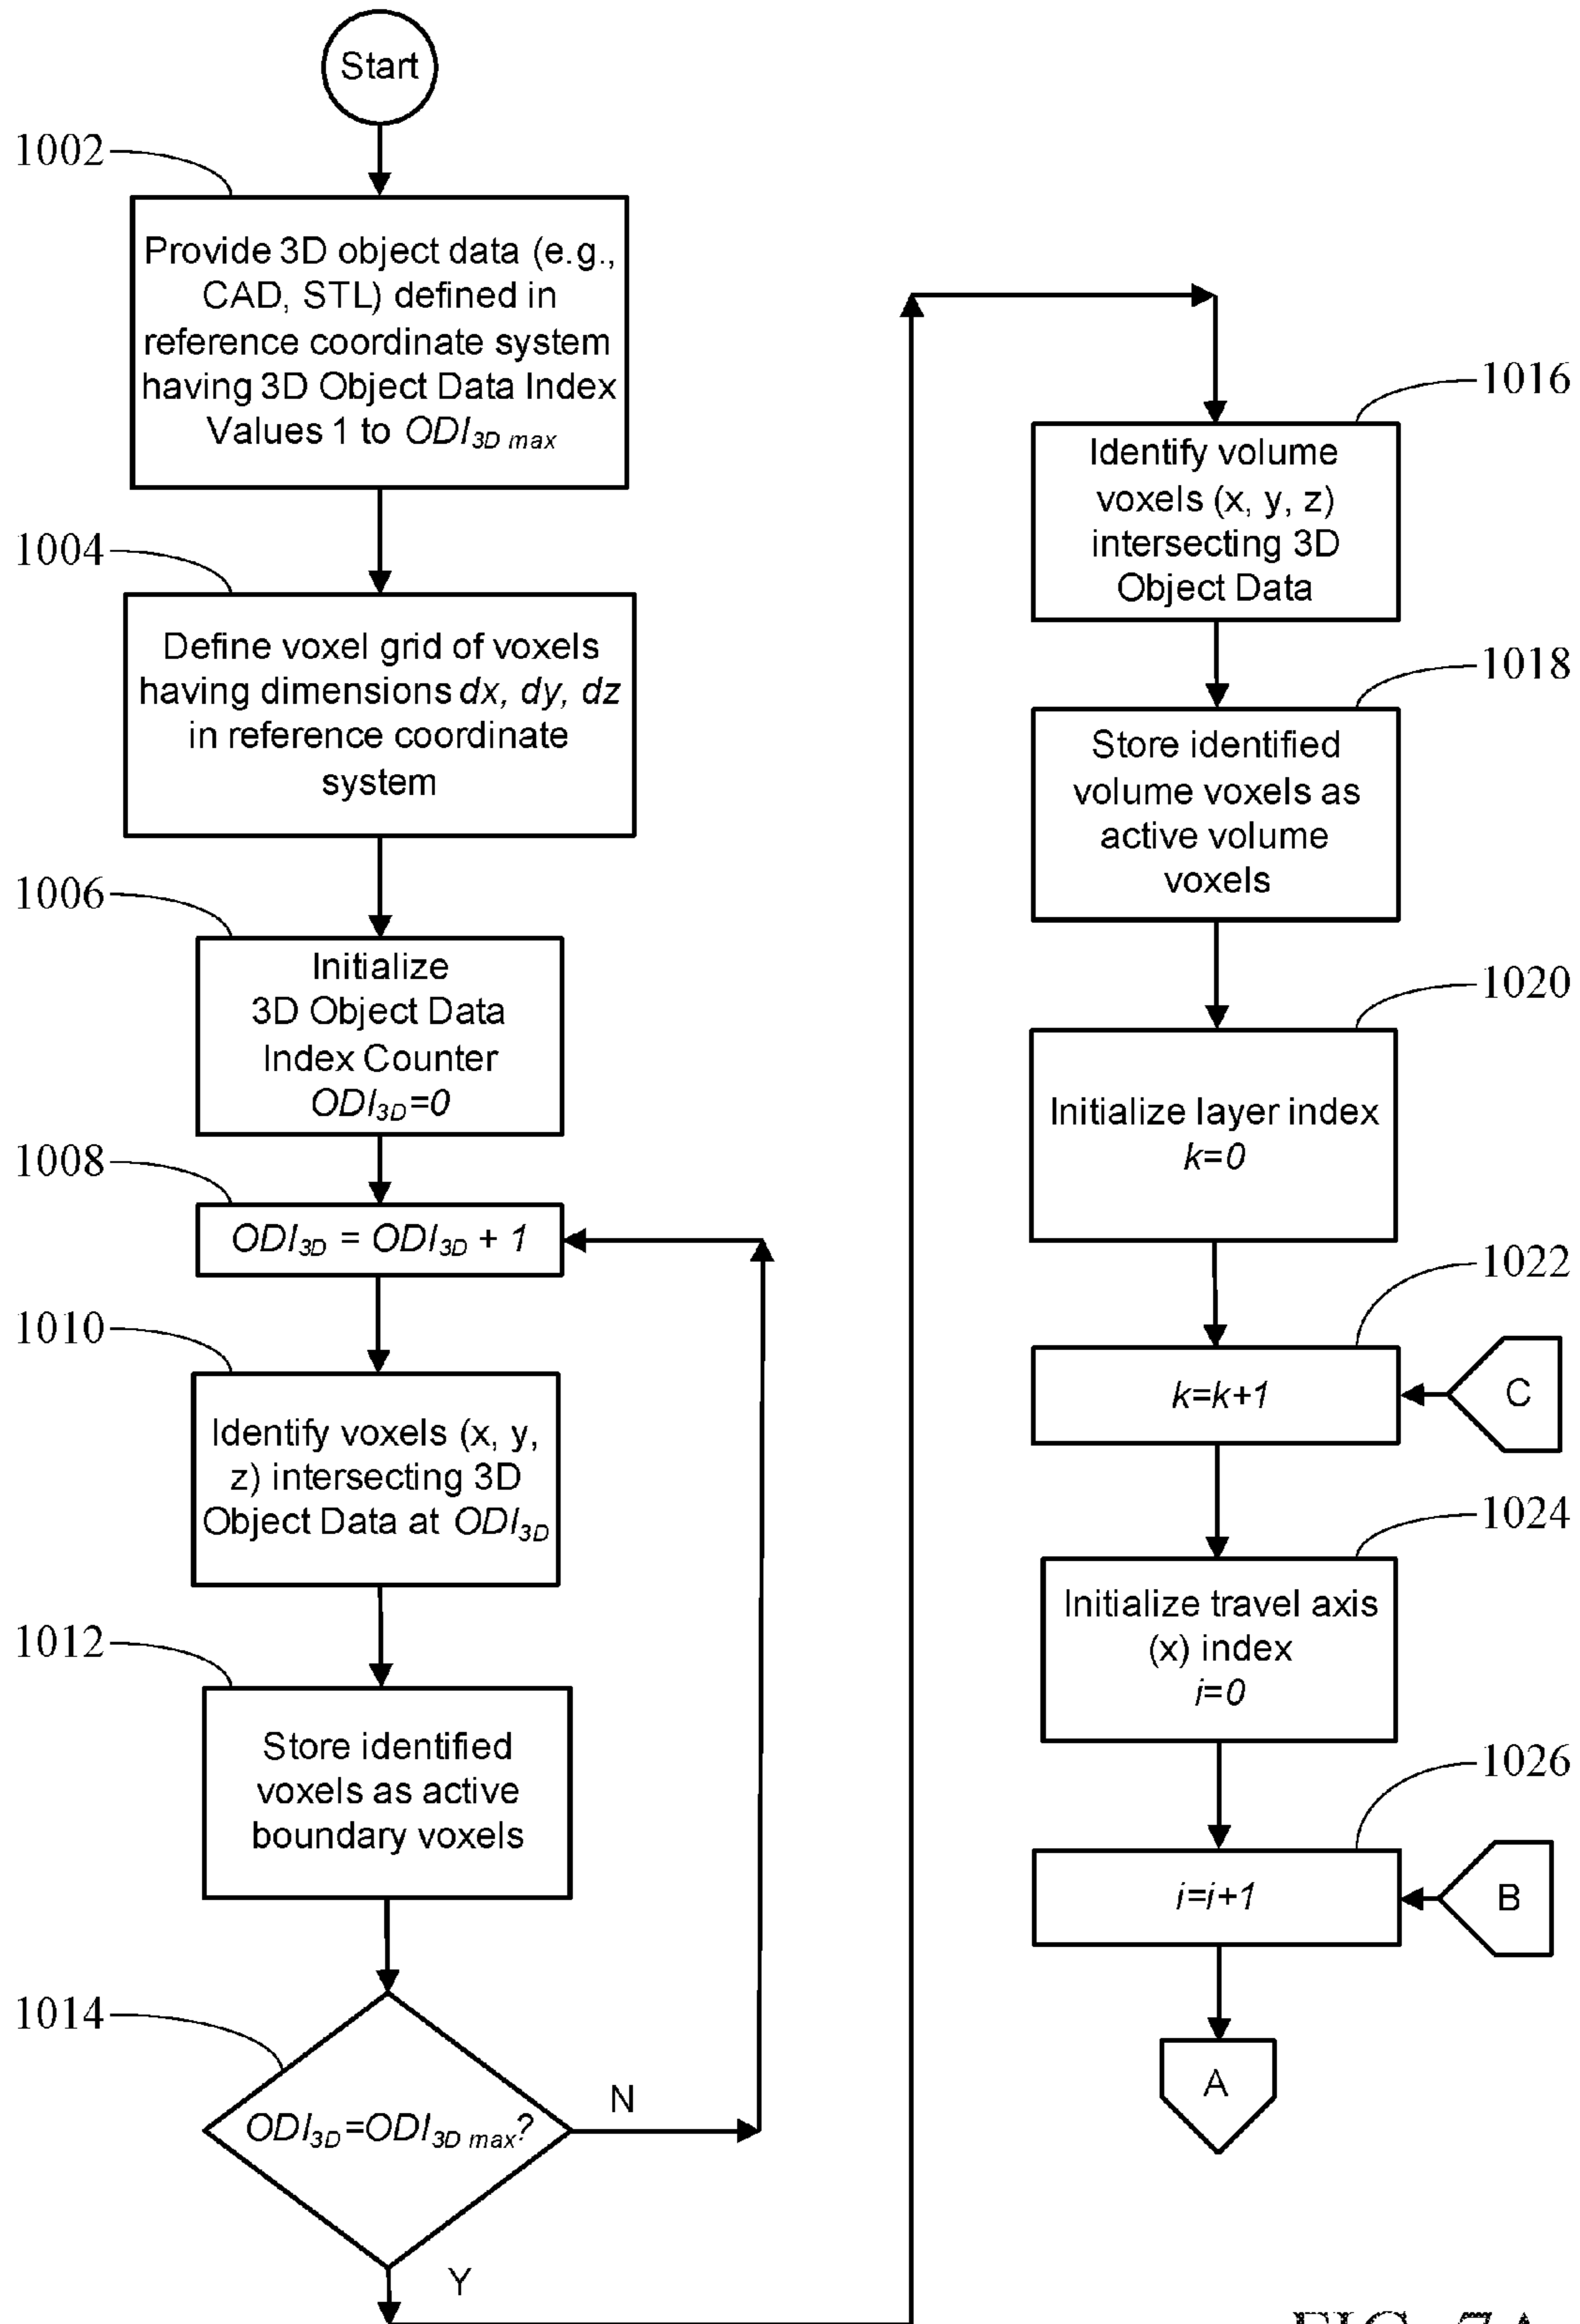 Start
1002
Provide 3D object data (e.g.,
CAD, STL) defined in
reference coordinate system
having 3D Object Data Index
Values 1 to ODI3D max
1004
Define voxel grid of voxels
having dimensions dx, dy, dz
in reference coordinate
system
1006
Initialize
3D Object Data
Index Counter
ODI3D=0
1008
ODI3D = ODI3D + 1
1010
Identify voxels (x, y,
z) intersecting 3D
Object Data at ODI3D
1012
Store identified
voxels as active
boundary voxels
1014
ODI3D=ODI3D max?
N
Y
1016
Identify volume
voxels (x, y, z)
intersecting 3D
Object Data
1018
Store identified
volume voxels as
active volume
voxels
1020
Initialize layer index
k=0
1022
k=k+1
C
1024
Initialize travel axis
(x) index
i=0
1026
i=i+1
B
A
FIG. 7A